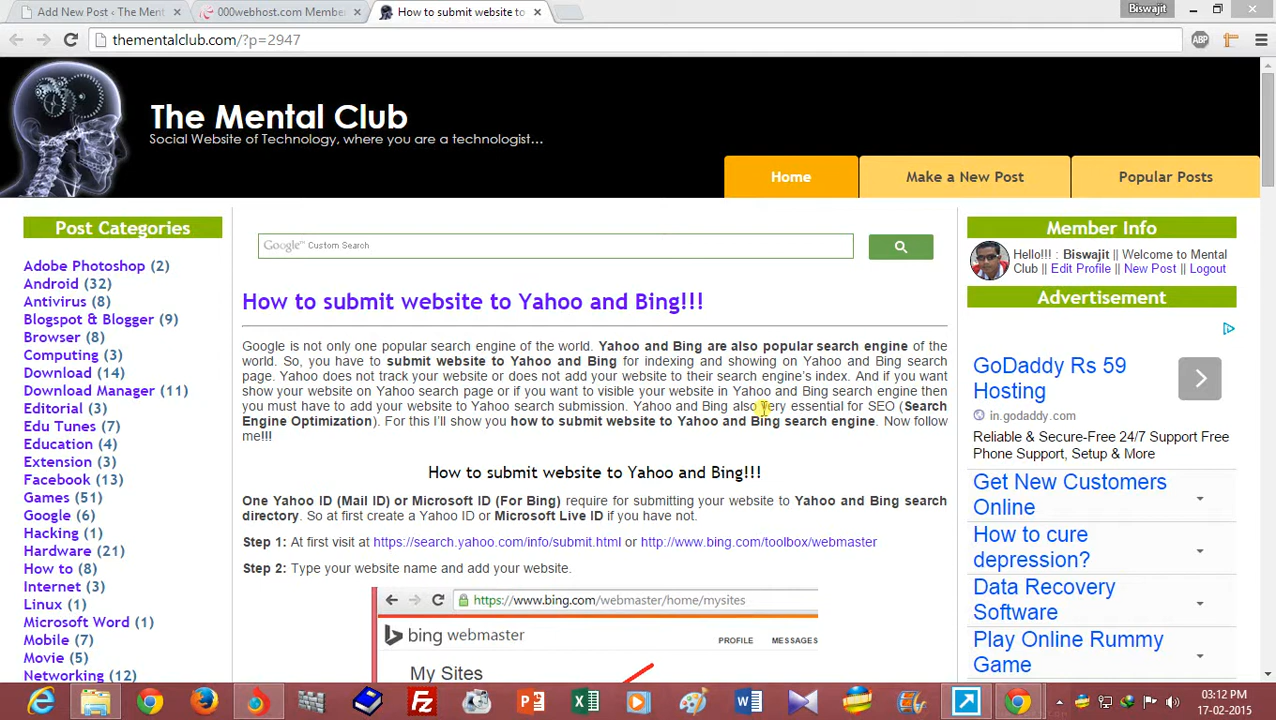 Add New Post ‹ The Ment
000webhost.com Member
How to submit website to
Biswajit
thementalclub.com/?p=2947
ABP
The Mental Club
Social Website of Technology, where you are a technologist...
Home
Make a New Post
Popular Posts
Post Categories
Adobe Photoshop (2)
Android (32)
Antivirus (8)
Blogspot & Blogger (9)
Browser (8)
Computing (3)
Download (14)
Download Manager (11)
Editorial (3)
Edu Tunes (7)
Education (4)
Extension (3)
Facebook (13)
Games (51)
Google (6)
Hacking (1)
Hardware (21)
How to (8)
Internet (3)
Linux (1)
Microsoft Word (1)
Mobile (7)
Movie (5)
Networking (12)
Google™ Custom Search
How to submit website to Yahoo and Bing!!!
Google is not only one popular search engine of the world. Yahoo and Bing are also popular search engine of the
world. So, you have to submit website to Yahoo and Bing for indexing and showing on Yahoo and Bing search
page. Yahoo does not track your website or does not add your website to their search engine's index. And if you want
show your website on Yahoo search page or if you want to visible your website in Yahoo and Bing search engine then
you must have to add your website to Yahoo search submission. Yahoo and Bing also very essential for SEO (Search
Engine Optimization). For this I'll show you how to submit website to Yahoo and Bing search engine. Now follow
me!!!
How to submit website to Yahoo and Bing!!!
One Yahoo ID (Mail ID) or Microsoft ID (For Bing) require for submitting your website to Yahoo and Bing search
directory. So at first create a Yahoo ID or Microsoft Live ID if you have not.
Step 1: At first visit at https://search.yahoo.com/info/submit.html or http://www.bing.com/toolbox/webmaster
Step 2: Type your website name and add your website.
https://www.bing.com/webmaster/home/mysites
bing webmaster
PROFILE
MESSAGES
My Sites
Member Info
Hello!!! : Biswajit || Welcome to Mental
Club || Edit Profile || New Post || Logout
Advertisement
GoDaddy Rs 59
Hosting
in.godaddy.com
Reliable & Secure-Free 24/7 Support Free
Phone Support, Setup & More
Get New Customers
Online
How to cure
depression?
Data Recovery
Software
Play Online Rummy
Game
03:12 PM
17-02-2015